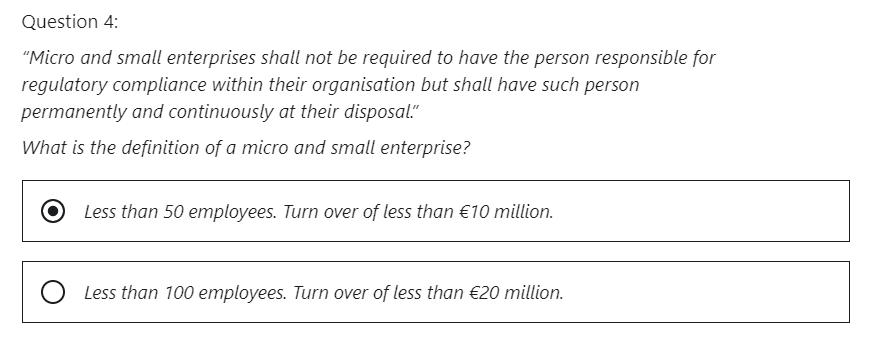 Question 4:
“Micro and small enterprises shall not be required to have the person responsible for
regulatory compliance within their organisation but shall have such person
permanently and continuously at their disposal.”
What is the definition of a micro and small enterprise?
Less than 50 employees. Turn over of less than €10 million.
Less than 100 employees. Turn over of less than €20 million.